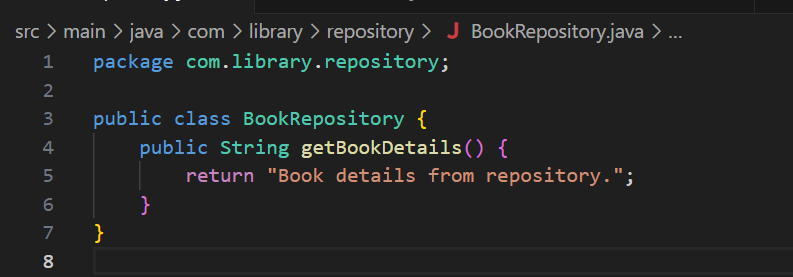 src > main > java > com > library > repository > J BookRepository.java > ...
1 package com.library.repository;
2
3 public class BookRepository {
4 public String getBookDetails() {
5 return "Book details from repository.";
6 }
7 }
8